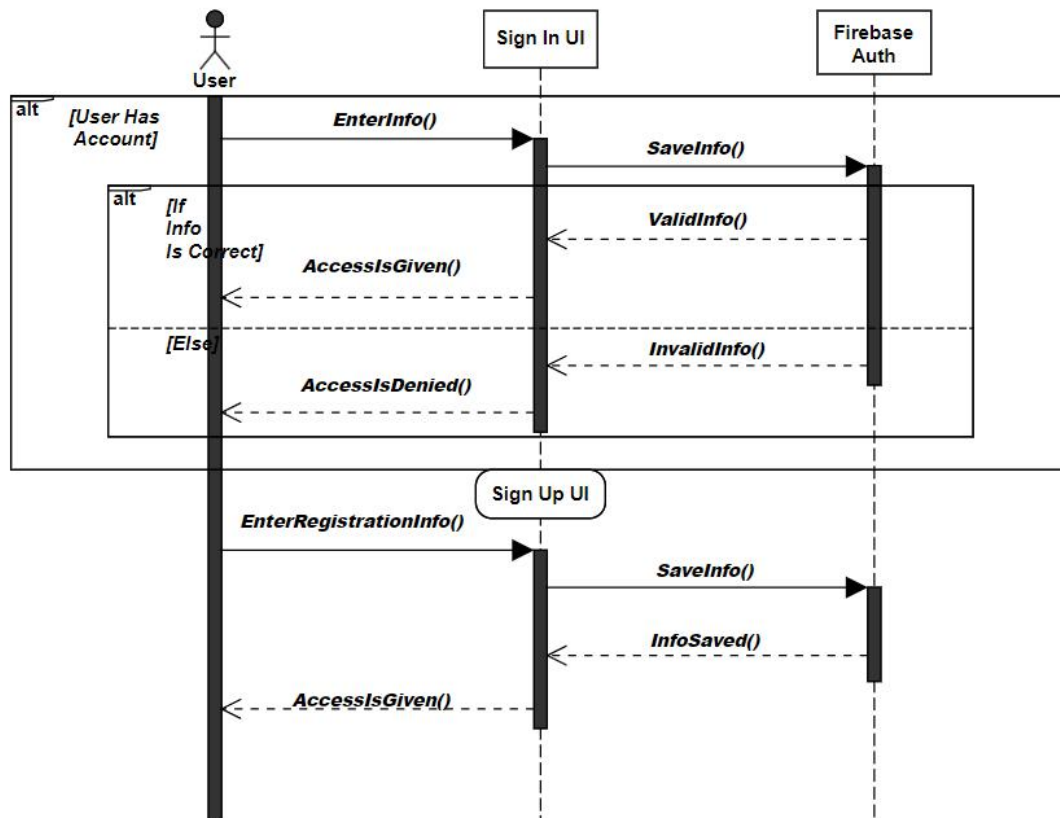 User
Sign In UI
Firebase
Auth
alt
[User Has
Account]
EnterInfo()
SaveInfo()
alt
[If
Info
Is Correct]
ValidInfo()
AccessIsGiven()
[Else]
InvalidInfo()
AccessIsDenied()
Sign Up UI
EnterRegistrationInfo()
SaveInfo()
InfoSaved()
AccessIsGiven()